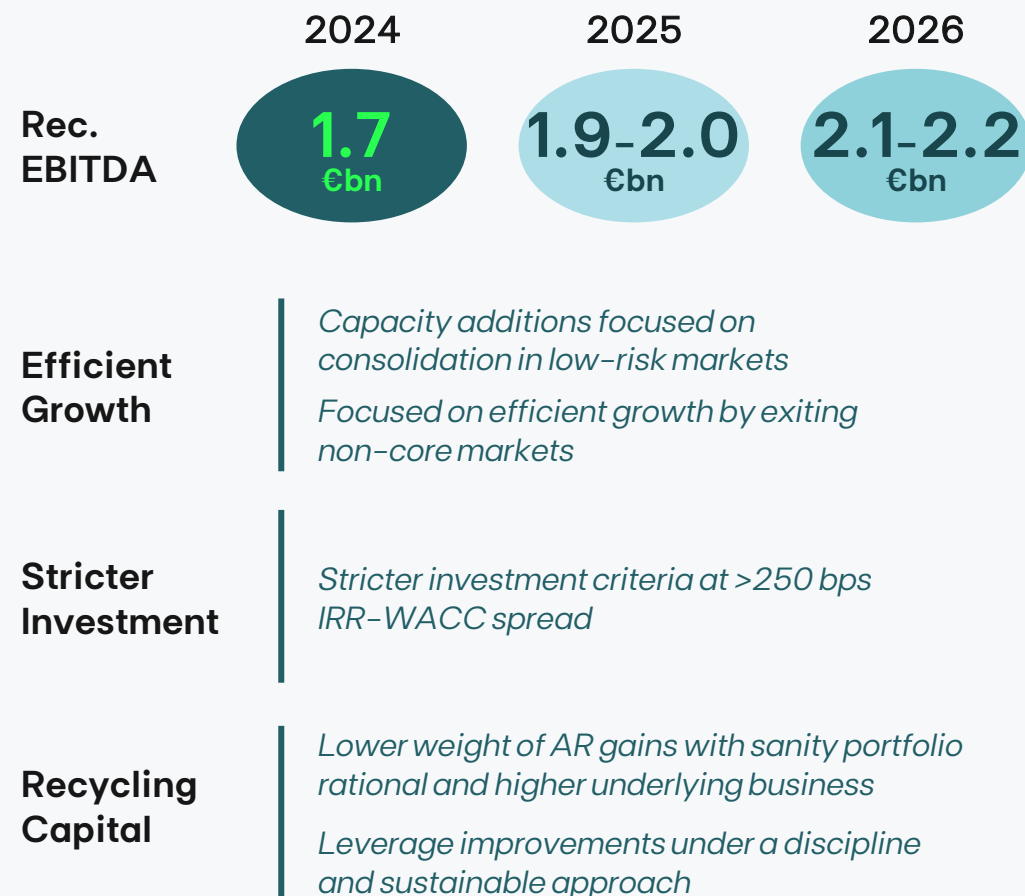 2024 2025 2026
Rec.
EBITDA
1.7 1.9-2.0 2.1-2.2
€bn €bn €bn
Efficient
Growth
Capacity additions focused on
consolidation in low-risk markets
Focused on efficient growth by exiting
non-core markets
Stricter
Investment
Stricter investment criteria at >250 bps
IRR-WACC spread
Recycling
Capital
Lower weight of AR gains with sanity portfolio
rational and higher underlying business
Leverage improvements under a discipline
and sustainable approach